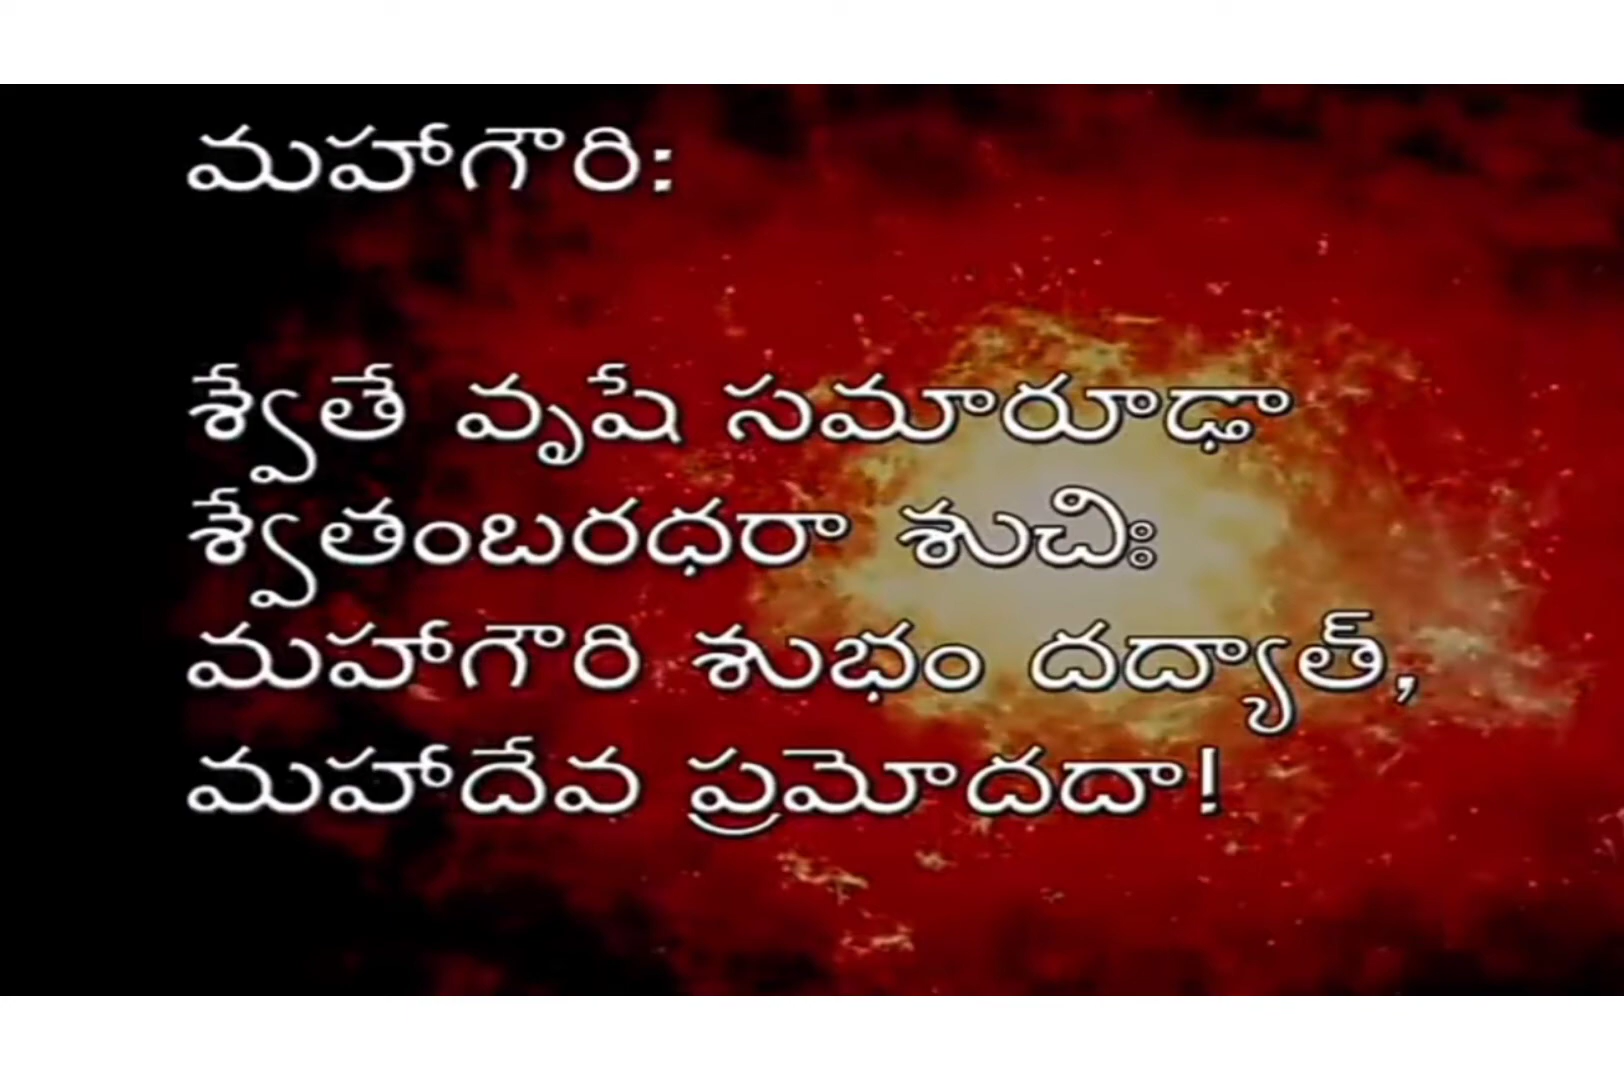 మహాగౌరి:
శ్వేతే వృషే సమారూఢా
శ్వేతంబరధరా శుచిః
మహాగౌరి శుభం దద్యాత్,
మహాదేవ ప్రమోదదా!